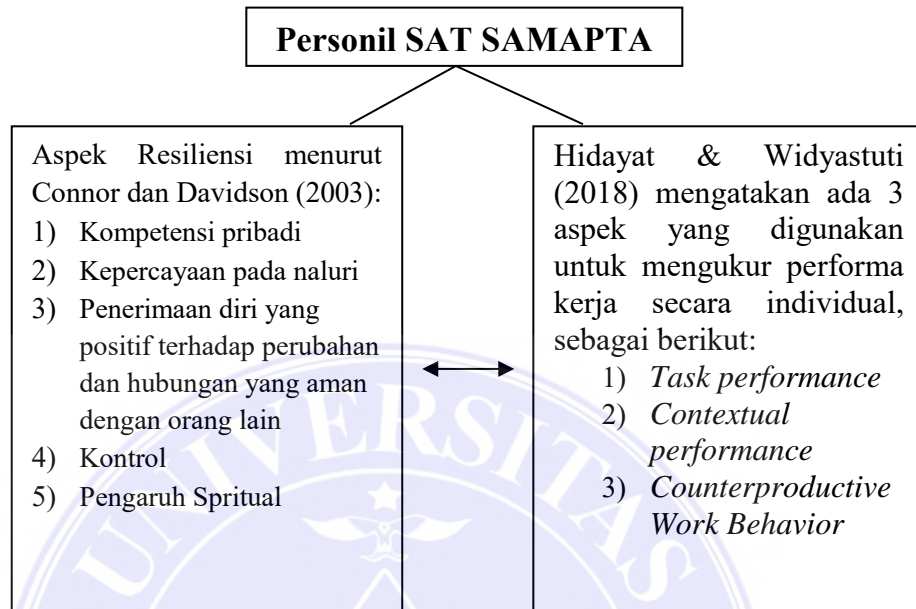 Personil SAT SAMAPTA
Aspek Resiliensi menurut
Connor dan Davidson (2003):
1) Kompetensi pribadi
2) Kepercayaan pada naluri
3) Penerimaan diri yang
positif terhadap perubahan
dan hubungan yang aman
dengan orang lain
4) Kontrol
5) Pengaruh Spritual
Hidayat & Widyastuti
(2018) mengatakan ada 3
aspek yang digunakan
untuk mengukur performa
kerja secara individual,
sebagai berikut:
1) Task performance
2) Contextual
performance
3) Counterproductive
Work Behavior
UNIVERSITAS